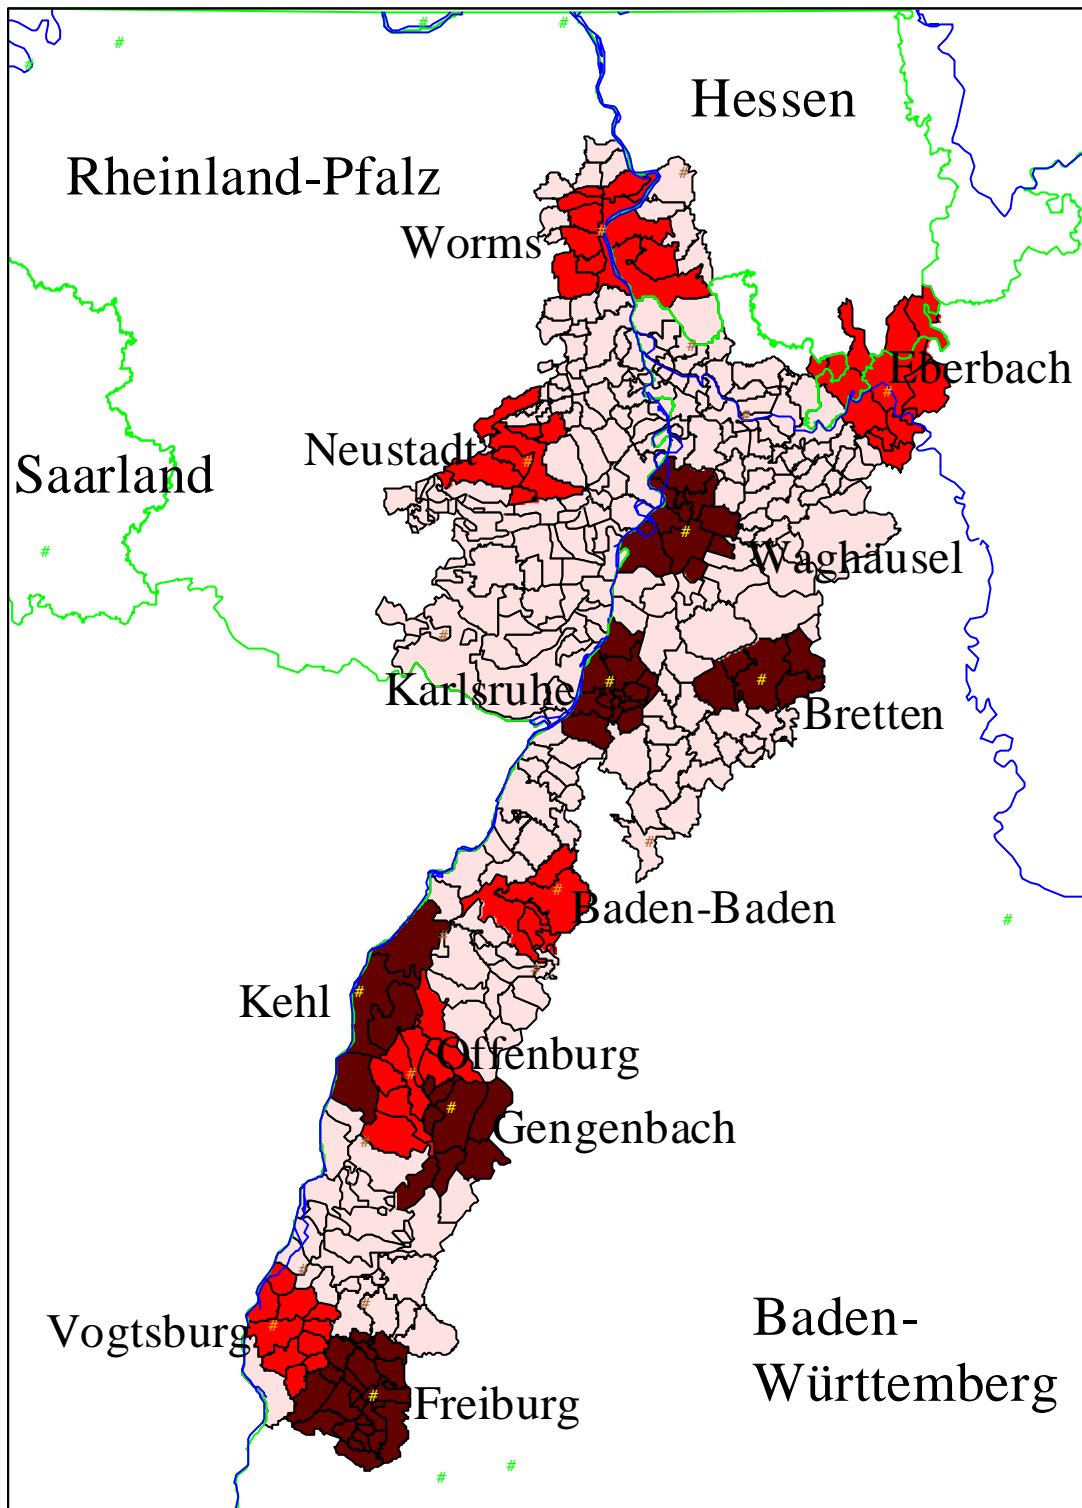 Hessen
Rheinland-Pfalz
Worms
Eberbach
Neustadt
Saarland
Waghäusel
Karlsruhe
Bretten
Baden-Baden
Kehl
Offenburg
Gengenbach
Vogtsburg
Baden-
Württemberg
Freiburg